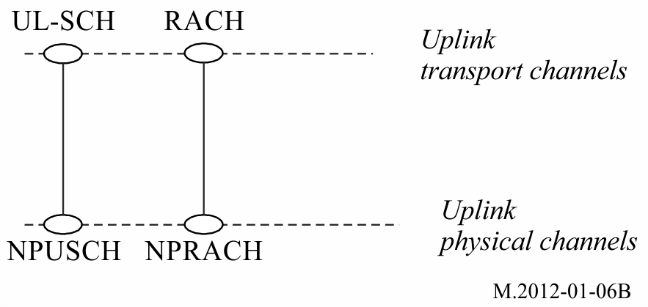 UL-SCH RACH
Uplink
transport channels
Uplink
physical channels
NPUSCH NPRACH
M.2012-01-06B